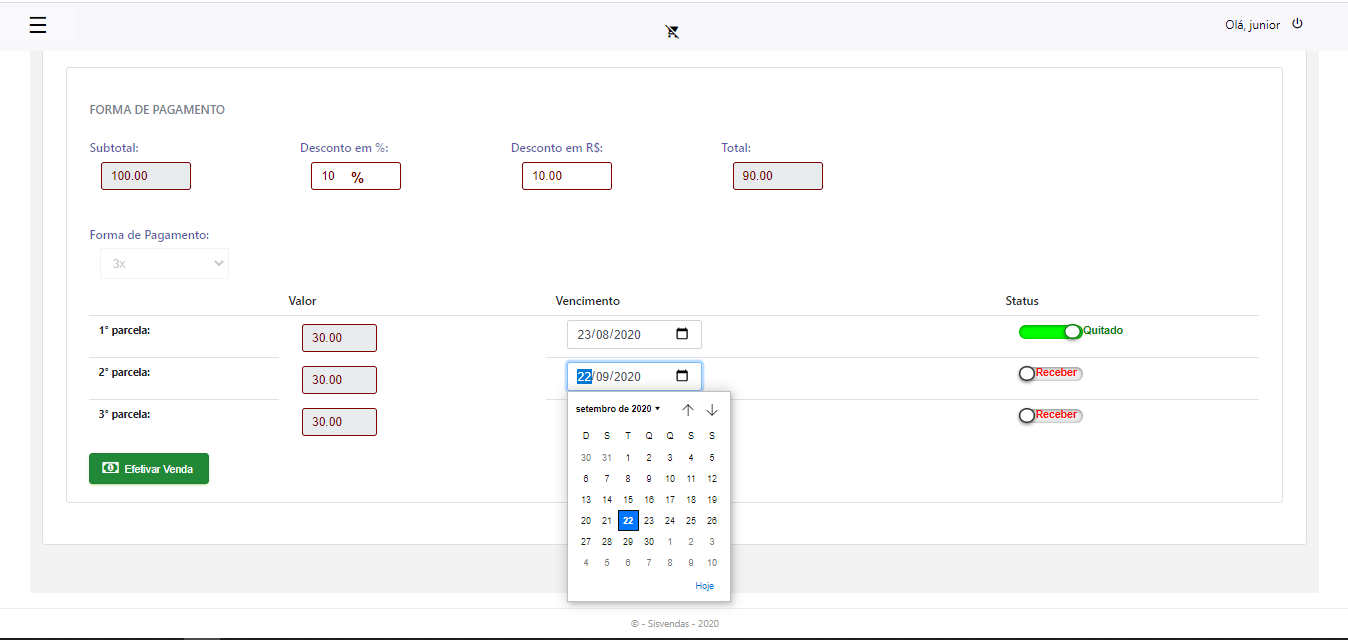 ☰ Olá, junior
FORMA DE PAGAMENTO
Subtotal: Desconto em %: Desconto em R$: Total:
100.00 10 % 10.00 90.00
Forma de Pagamento:
3x
Valor Vencimento Status
1° parcela: 30.00 23/08/2020 Quitado
2° parcela: 30.00 22/09/2020 Receber
3° parcela: 30.00 Receber
setembro de 2020
D S T Q Q S S
30 31 1 2 3 4 5
6 7 8 9 10 11 12
13 14 15 16 17 18 19
20 21 22 23 24 25 26
27 28 29 30 1 2 3
4 5 6 7 8 9 10
Hoje
Efetivar Venda
© - Sisvendas - 2020